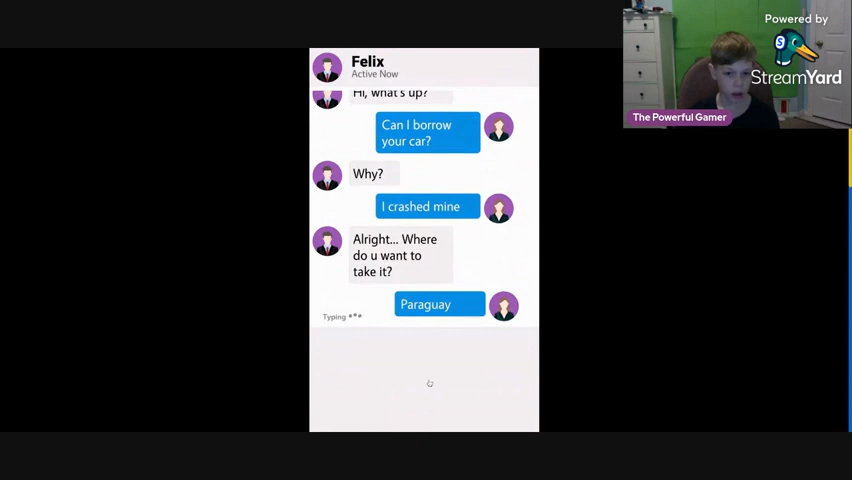 Powered by
StreamYard
The Powerful Gamer
Felix
Active Now
Hi, what's up?
Can I borrow
your car?
Why?
I crashed mine
Alright... Where
do u want to
take it?
Paraguay
Typing